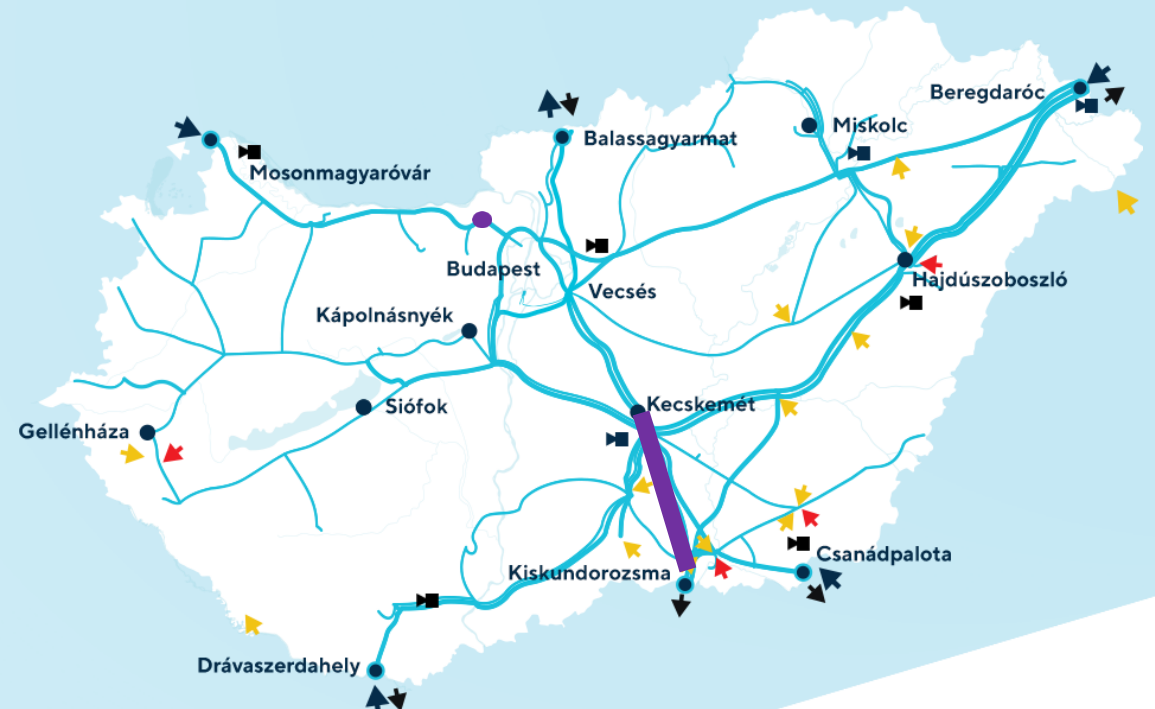 Beregdaróc
Miskolc
Balassagyarmat
Mosonmagyaróvár
Budapest
Hajdúszoboszló
Vecsés
Kápolnásnyék
Siófok
Kecskemét
Gellénháza
Csanádpalota
Kiskundorozsma
Drávaszerdahely